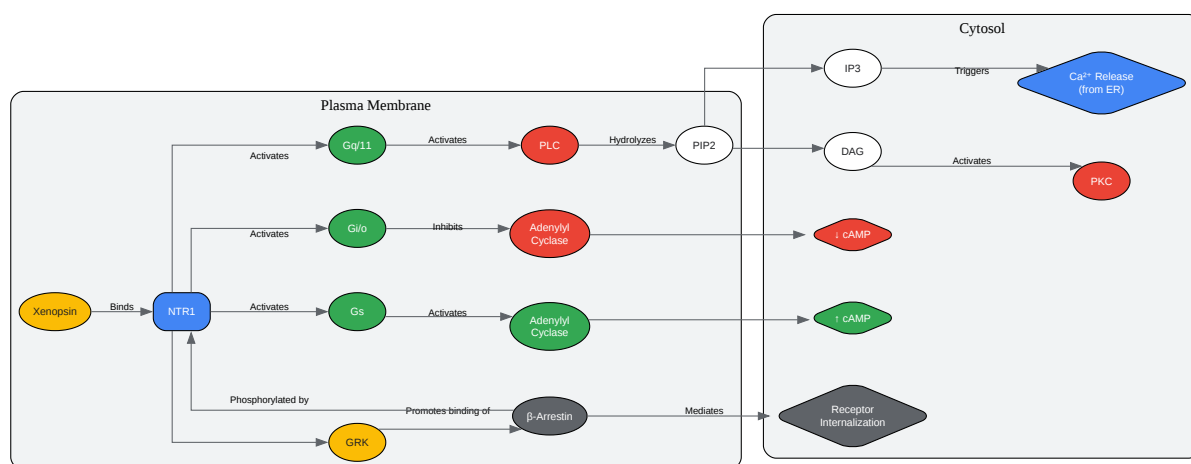 Cytosol
Plasma Membrane
IP3
Triggers
Ca²⁺ Release
(from ER)
Gq/11
Activates
Activates
PLC
Hydrolyzes
PIP2
DAG
Activates
PKC
Gi/o
Activates
Inhibits
Adenylyl
Cyclase
↓ cAMP
Xenopsin
Binds
NTR1
Activates
Gs
Activates
Adenylyl
Cyclase
↑ cAMP
Phosphorylated by
Promotes binding of
β-Arrestin
Mediates
Receptor
Internalization
GRK